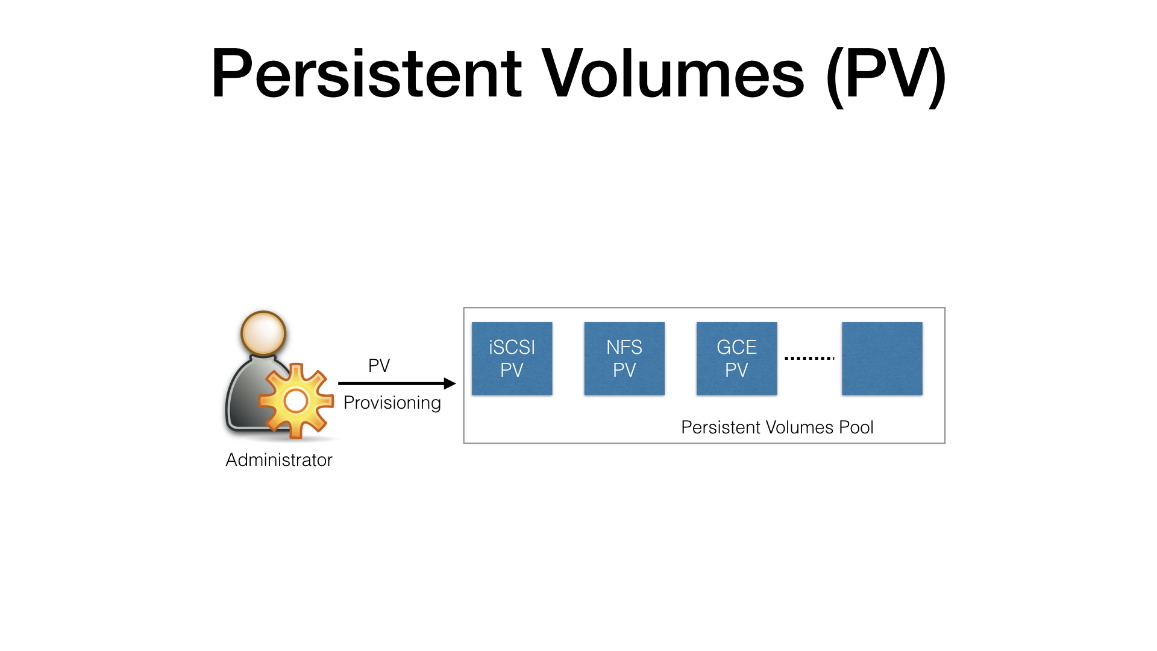 Persistent Volumes (PV)
iSCSI
PV
NFS
PV
GCE
PV
PV
Provisioning
Persistent Volumes Pool
Administrator